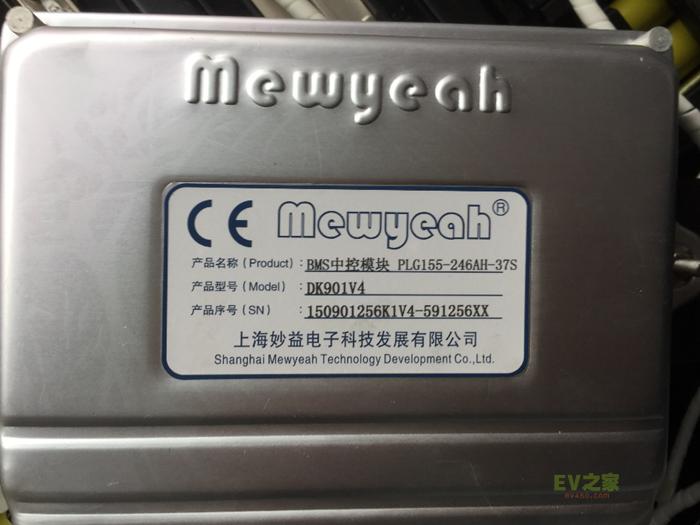 Mewyeah
CE Mewyeah®
产品名称（Product）：BMS中控模块 PLG155-246AH-37S
产品型号（Model）：DK901V4
产品序号（SN）：150901256K1V4-591256XX
上海妙益电子科技发展有限公司
Shanghai Mewyeah Technology Development Co.,Ltd.
EV之家
ev450.com